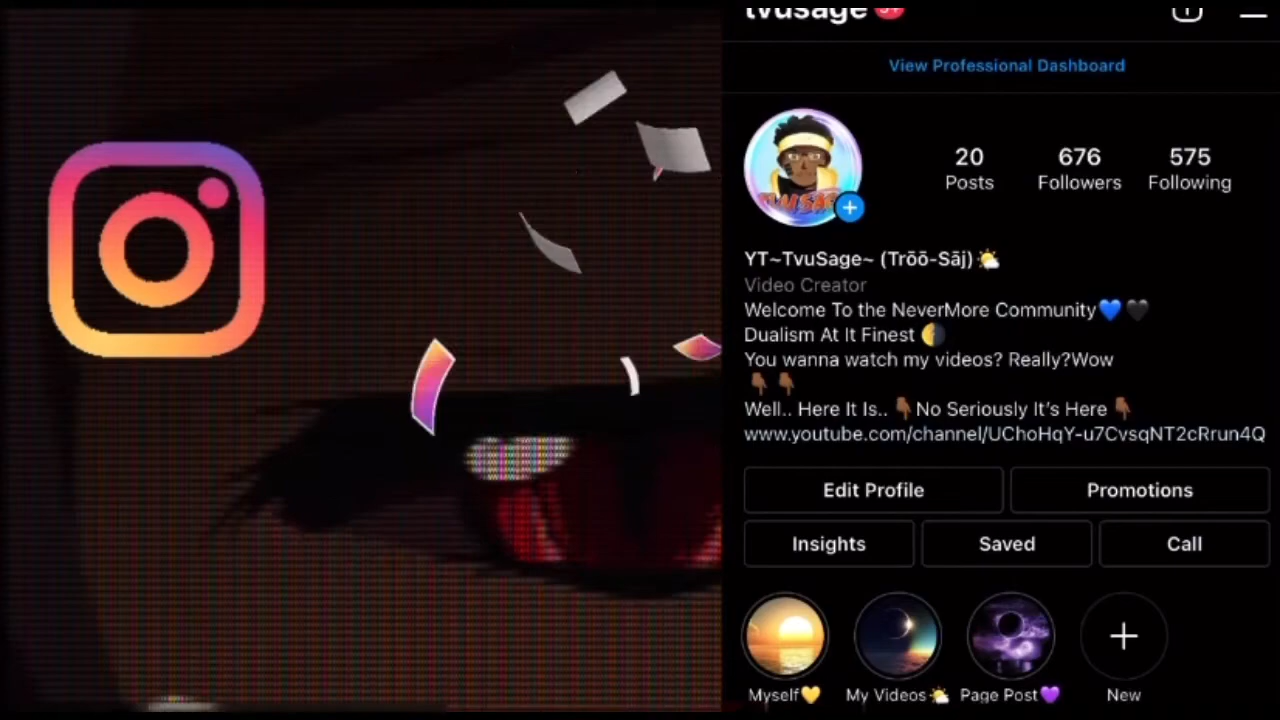 tvusage
View Professional Dashboard
20 676 575
Posts Followers Following
YT~TvuSage~ (Trōō-Sāj)🌤️
Video Creator
Welcome To the NeverMore Community💙🖤
Dualism At It Finest 🌗
You wanna watch my videos? Really?Wow
👇🏾👇🏾
Well.. Here It Is.. 👇🏾No Seriously It's Here 👇🏾
www.youtube.com/channel/UChoHqY-u7CvsqNT2cRrun4Q
Edit Profile Promotions
Insights Saved Call
Myself💛 My Videos🌤️ Page Post💜 New